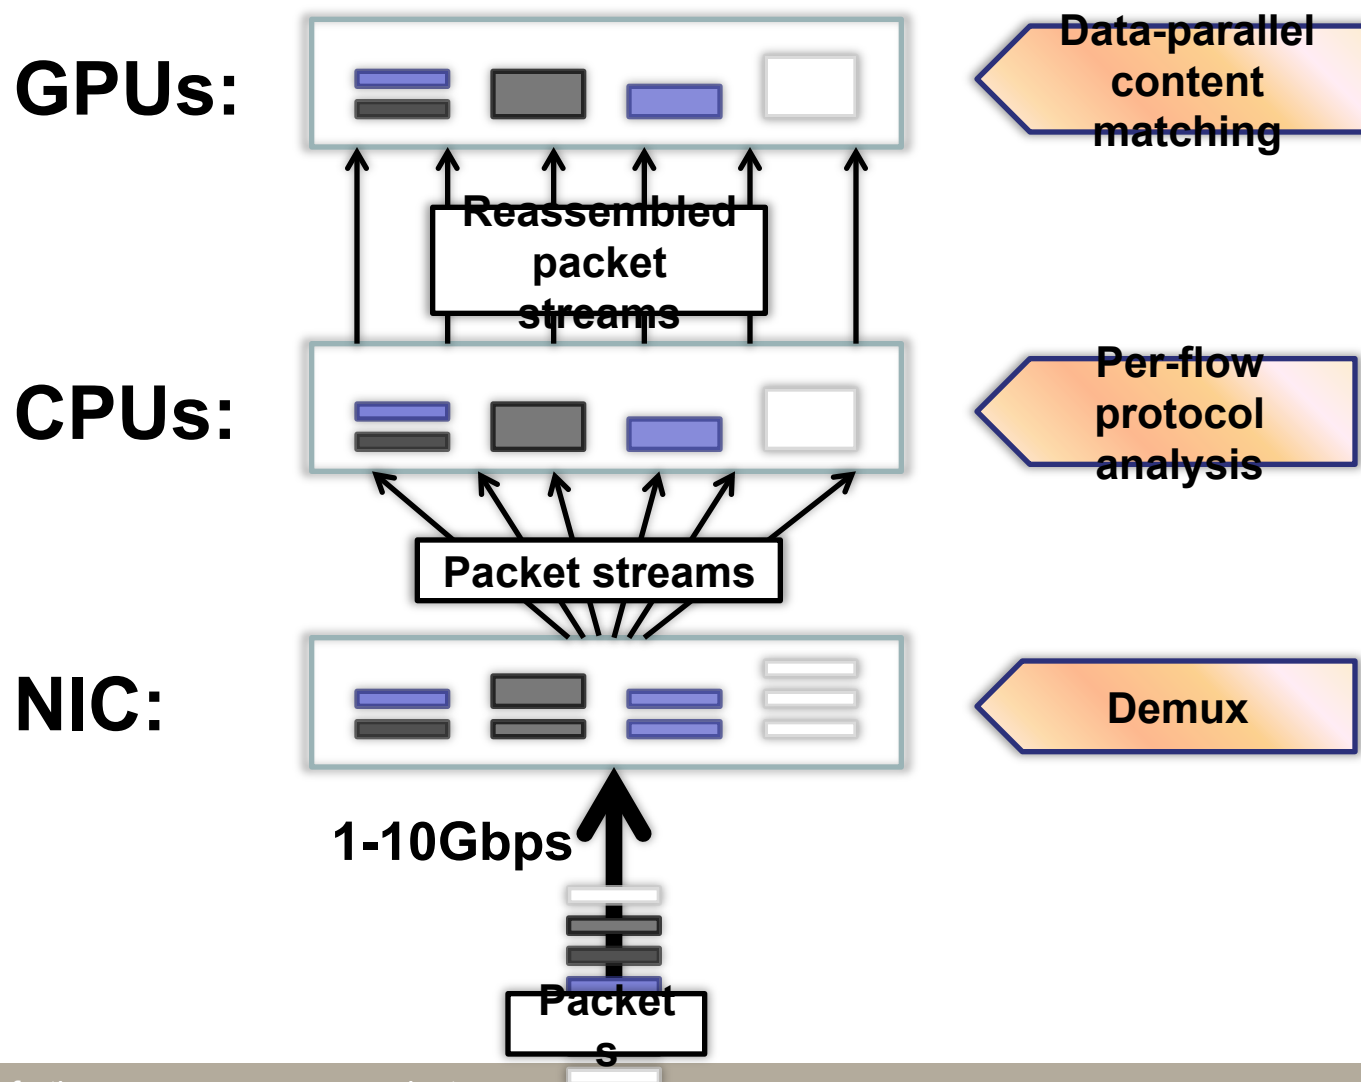 GPUs:
Data-parallel
content
matching
Reassembled
packet
streams
CPUs:
Per-flow
protocol
analysis
Packet streams
NIC:
Demux
1-10Gbps
Packet
s